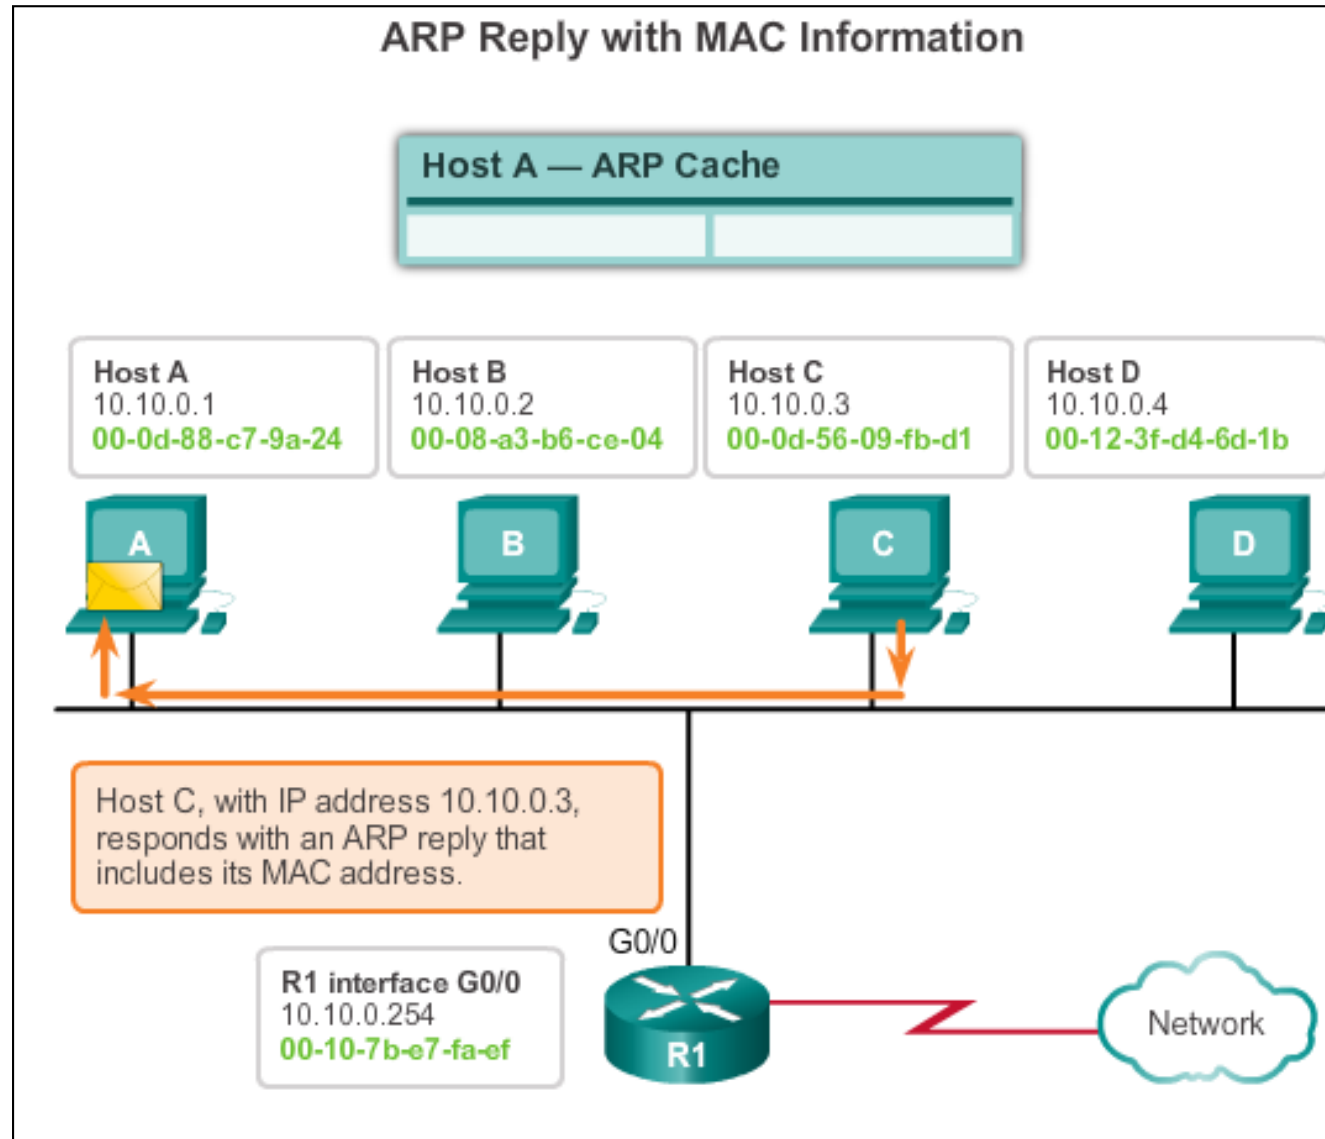 ARP Reply with MAC Information
Host A — ARP Cache
Host A
10.10.0.1
00-0d-88-c7-9a-24
Host B
10.10.0.2
00-08-a3-b6-ce-04
Host C
10.10.0.3
00-0d-56-09-fb-d1
Host D
10.10.0.4
00-12-3f-d4-6d-1b
A
B
C
D
Host C, with IP address 10.10.0.3,
responds with an ARP reply that
includes its MAC address.
G0/0
R1 interface G0/0
10.10.0.254
00-10-7b-e7-fa-ef
R1
Network